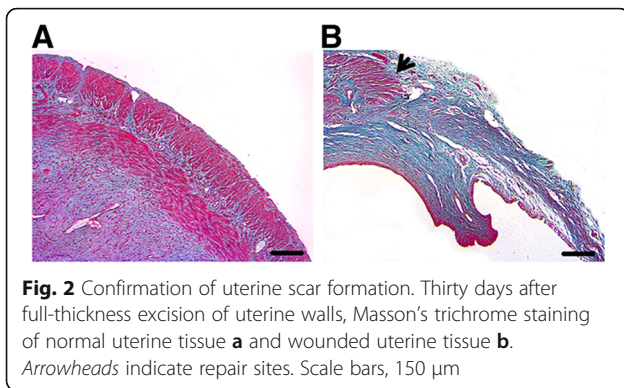 A B
Fig. 2 Confirmation of uterine scar formation. Thirty days after
full-thickness excision of uterine walls, Masson's trichrome staining
of normal uterine tissue a and wounded uterine tissue b.
Arrowheads indicate repair sites. Scale bars, 150 μm